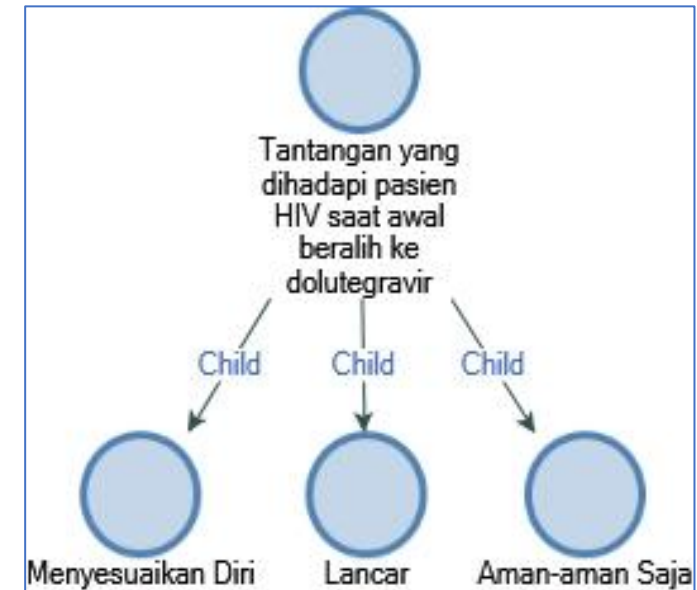 Tantangan yang
dihadapi pasien
HIV saat awal
beralih ke
dolutegravir
Child Child Child
Menyesuaikan Diri Lancar Aman-aman Saja